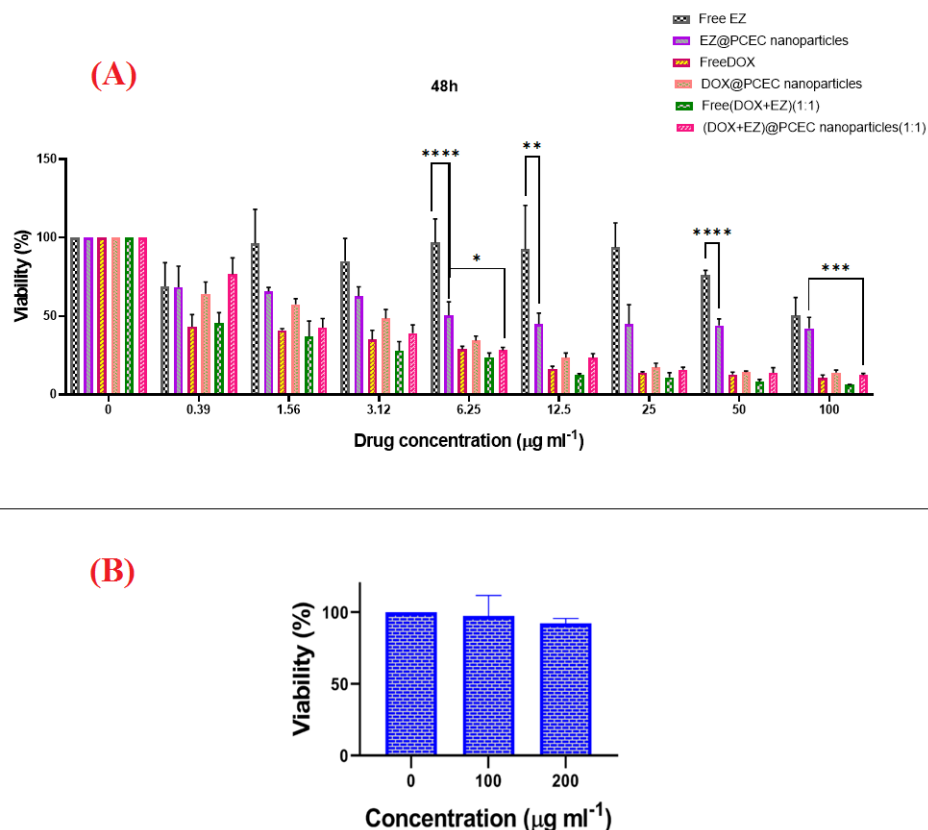 Free EZ
EZ@PCEC nanoparticles
FreeDOX
DOX@PCEC nanoparticles
Free(DOX+EZ)(1:1)
(DOX+EZ)@PCEC nanoparticles(1:1)
(A)
48h
**** **
**** ***
*
150
100
50
0
Viability (%)
0 0.39 1.56 3.12 6.25 12.5 25 50 100
Drug concentration (μg ml⁻¹)
(B)
100
50
0
Viability (%)
0 100 200
Concentration (μg ml⁻¹)